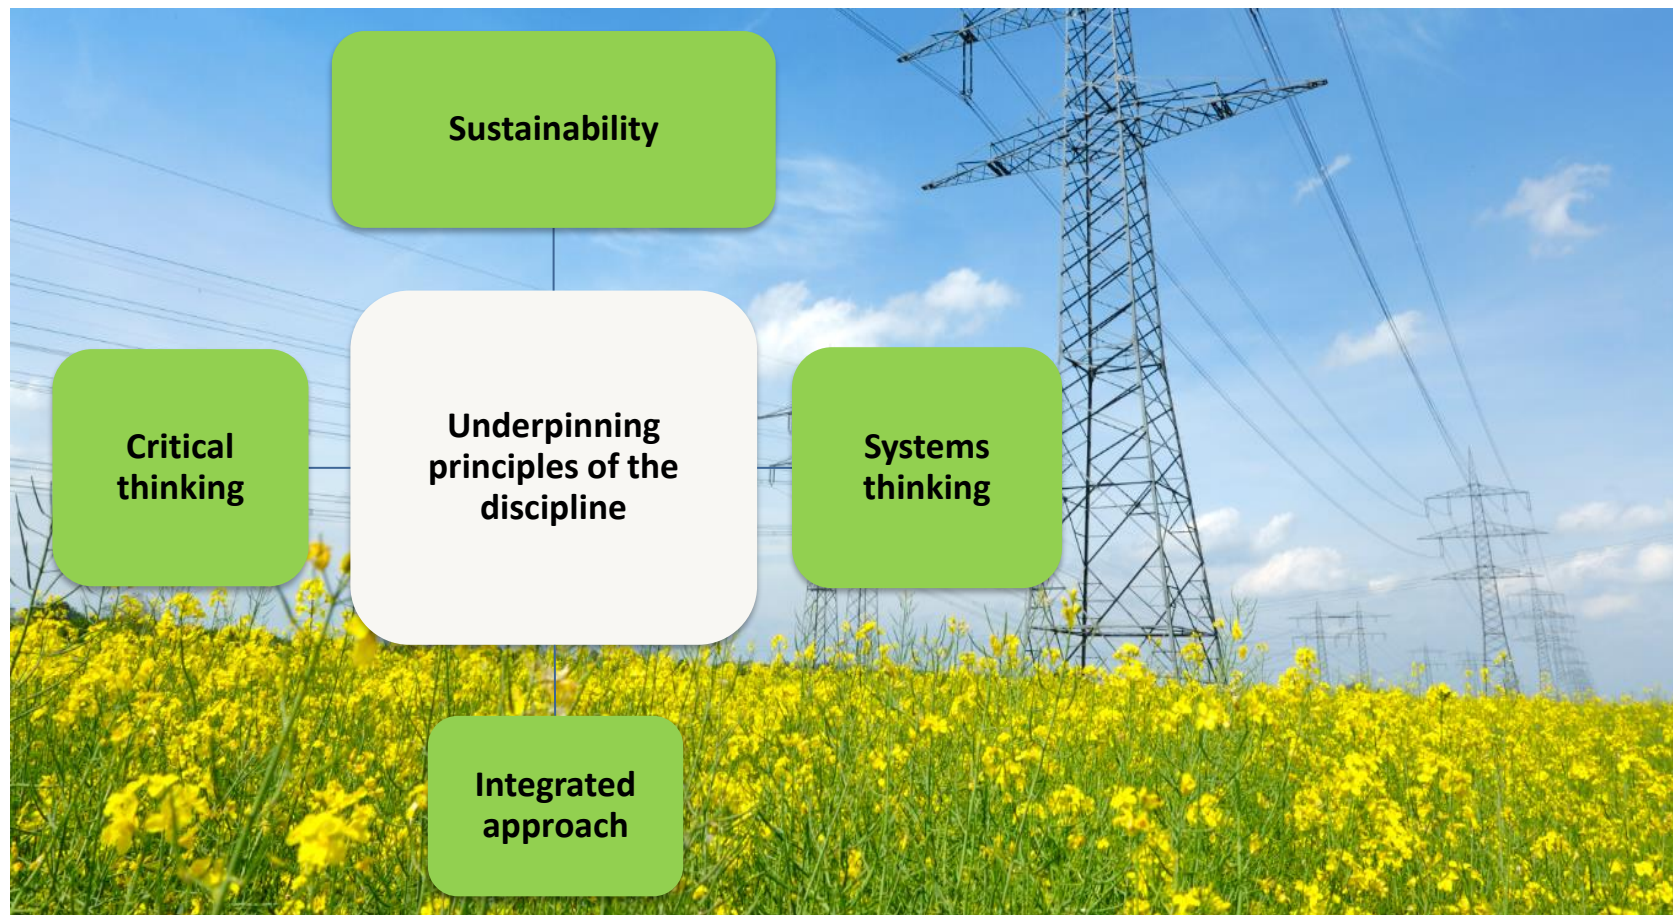 Sustainability
Critical
thinking
Underpinning
principles of the
discipline
Systems
thinking
Integrated
approach